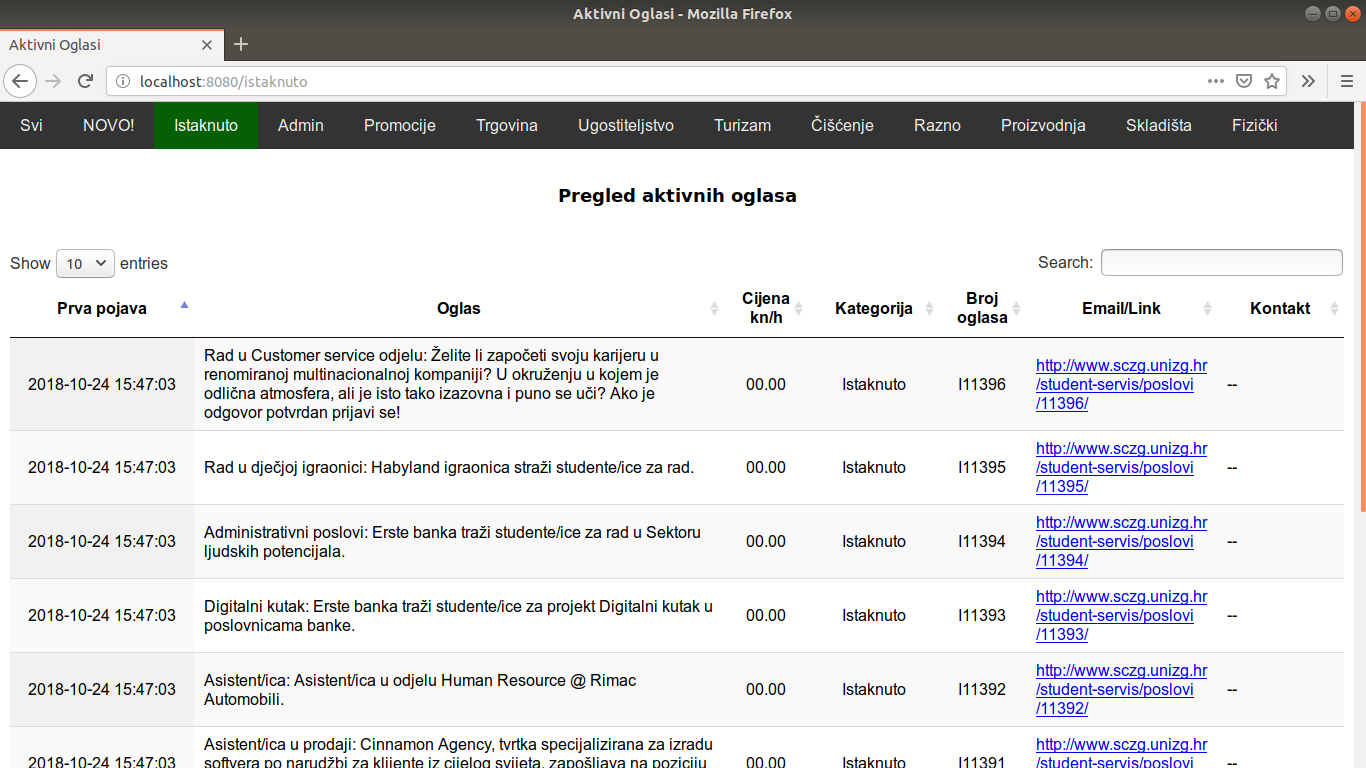 Aktivni Oglasi - Mozilla Firefox
Aktivni Oglasi
localhost:8080/istaknuto
Svi NOVO! Istaknuto Admin Promocije Trgovina Ugostiteljstvo Turizam Čišćenje Razno Proizvodnja Skladišta Fizički
Pregled aktivnih oglasa
Show 10 entries Search:
Prva pojava Oglas Cijena kn/h Kategorija Broj oglasa Email/Link Kontakt
2018-10-24 15:47:03
Rad u Customer service odjelu: Želite li započeti svoju karijeru u
renomiranoj multinacionalnoj kompaniji? U okruženju u kojem je
odlična atmosfera, ali je isto tako izazovna i puno se uči? Ako je
odgovor potvrdan prijavi se!
00.00
Istaknuto
I11396
http://www.sczg.unizg.hr
/student-servis/poslovi
/11396/
--
2018-10-24 15:47:03
Rad u dječjoj igraonici: Habyland igraonica straži studente/ice za rad.
00.00
Istaknuto
I11395
http://www.sczg.unizg.hr
/student-servis/poslovi
/11395/
--
2018-10-24 15:47:03
Administrativni poslovi: Erste banka traži studente/ice za rad u Sektoru
ljudskih potencijala.
00.00
Istaknuto
I11394
http://www.sczg.unizg.hr
/student-servis/poslovi
/11394/
--
2018-10-24 15:47:03
Digitalni kutak: Erste banka traži studente/ice za projekt Digitalni kutak u
poslovnicama banke.
00.00
Istaknuto
I11393
http://www.sczg.unizg.hr
/student-servis/poslovi
/11393/
--
2018-10-24 15:47:03
Asistent/ica: Asistent/ica u odjelu Human Resource @ Rimac
Automobili.
00.00
Istaknuto
I11392
http://www.sczg.unizg.hr
/student-servis/poslovi
/11392/
--
2018-10-24 15:47:03
Asistent/ica u prodaji: Cinnamon Agency, tvrtka specijalizirana za izradu
softvera po narudžbi za klijente iz cijelog svijeta, zapošljava na poziciju
00.00
Istaknuto
I11391
http://www.sczg.unizg.hr
/student-servis/poslovi
--